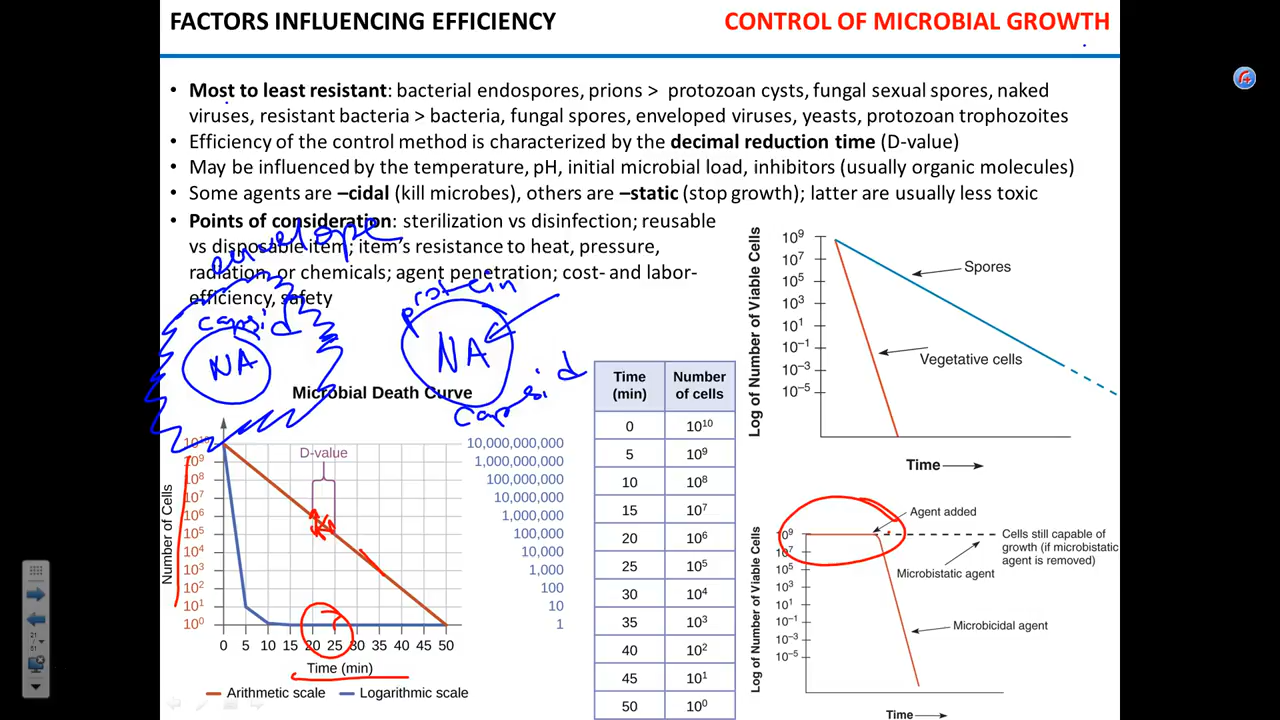 FACTORS INFLUENCING EFFICIENCY
CONTROL OF MICROBIAL GROWTH
• Most to least resistant: bacterial endospores, prions > protozoan cysts, fungal sexual spores, naked
viruses, resistant bacteria > bacteria, fungal spores, enveloped viruses, yeasts, protozoan trophozoites
• Efficiency of the control method is characterized by the decimal reduction time (D-value)
• May be influenced by the temperature, pH, initial microbial load, inhibitors (usually organic molecules)
• Some agents are –cidal (kill microbes), others are –static (stop growth); latter are usually less toxic
• Points of consideration: sterilization vs disinfection; reusable
vs disposable item; item's resistance to heat, pressure,
radiation, or chemicals; agent penetration; cost- and labor-
efficiency, safety
envelope
capsid
NA
protein
NA
capsid
Microbial Death Curve
Number of Cells
10¹⁰
10⁹
10⁸
10⁷
10⁶
10⁵
10⁴
10³
10²
10¹
10⁰
D-value
10,000,000,000
1,000,000,000
100,000,000
10,000,000
1,000,000
100,000
10,000
1,000
100
10
1
0 5 10 15 20 25 30 35 40 45 50
Time (min)
Arithmetic scale Logarithmic scale
Time (min) Number of cells
0 10¹⁰
5 10⁹
10 10⁸
15 10⁷
20 10⁶
25 10⁵
30 10⁴
35 10³
40 10²
45 10¹
50 10⁰
Log of Number of Viable Cells
10⁹
10⁷
10⁵
10³
10¹
10⁻¹
10⁻³
10⁻⁵
Spores
Vegetative cells
Time
Log of Number of Viable Cells
10⁹
10⁷
10⁵
10³
10¹
10⁻¹
10⁻³
10⁻⁵
Agent added
Cells still capable of
growth (if microbistatic
agent is removed)
Microbistatic agent
Microbicidal agent
Time
21
/
61